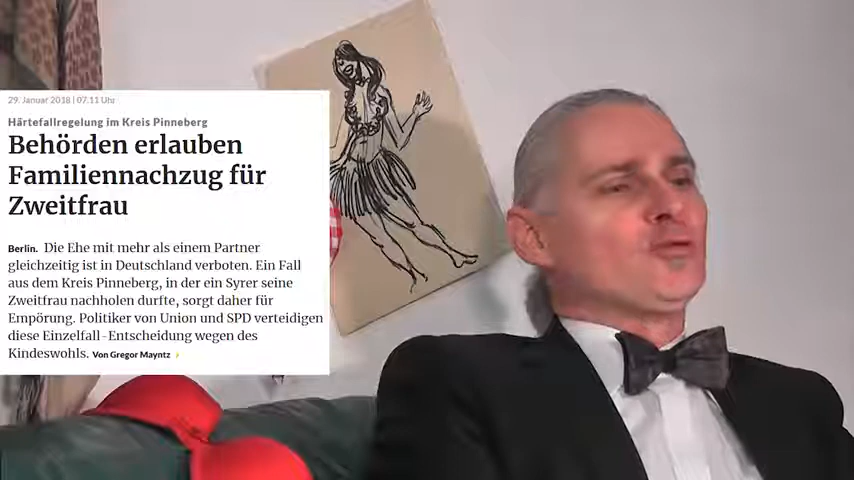 29. Januar 2018 | 07.11 Uhr
Härtefallregelung im Kreis Pinneberg
Behörden erlauben
Familiennachzug für
Zweitfrau
Berlin. Die Ehe mit mehr als einem Partner
gleichzeitig ist in Deutschland verboten. Ein Fall
aus dem Kreis Pinneberg, in der ein Syrer seine
Zweitfrau nachholen durfte, sorgt daher für
Empörung. Politiker von Union und SPD verteidigen
diese Einzelfall-Entscheidung wegen des
Kindeswohls. Von Gregor Mayntz